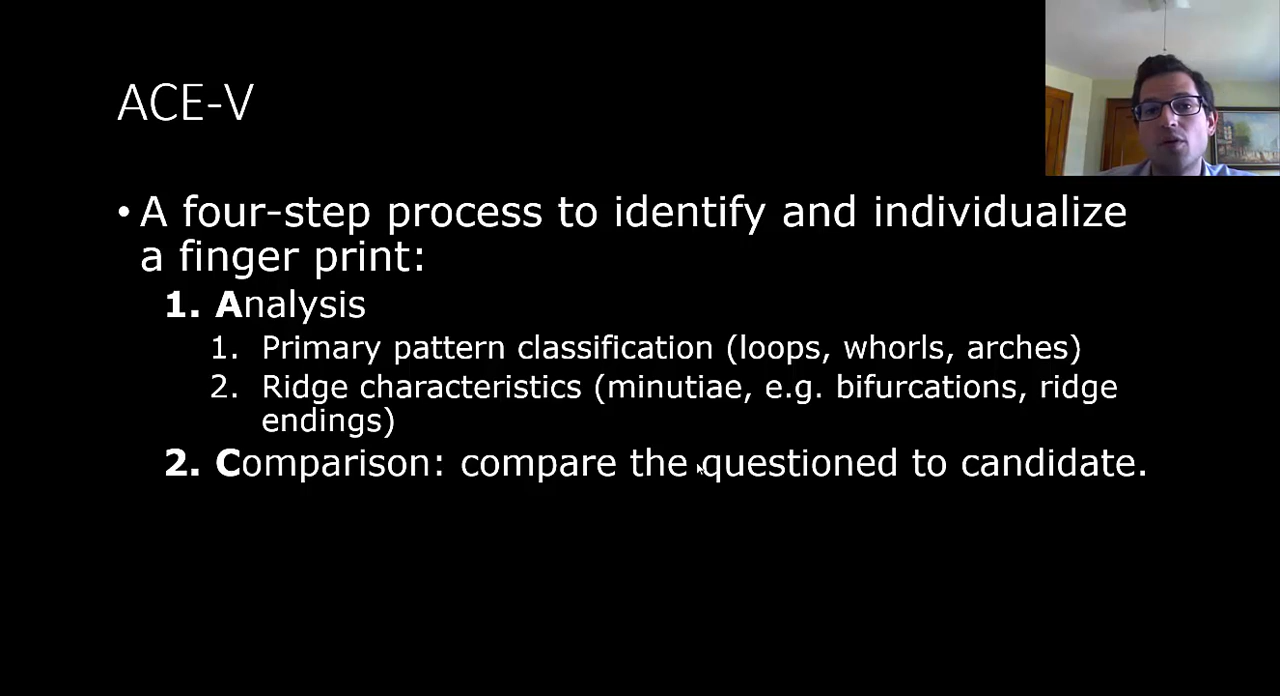 ACE-V
• A four-step process to identify and individualize
a finger print:
1. Analysis
1. Primary pattern classification (loops, whorls, arches)
2. Ridge characteristics (minutiae, e.g. bifurcations, ridge
endings)
2. Comparison: compare the questioned to candidate.